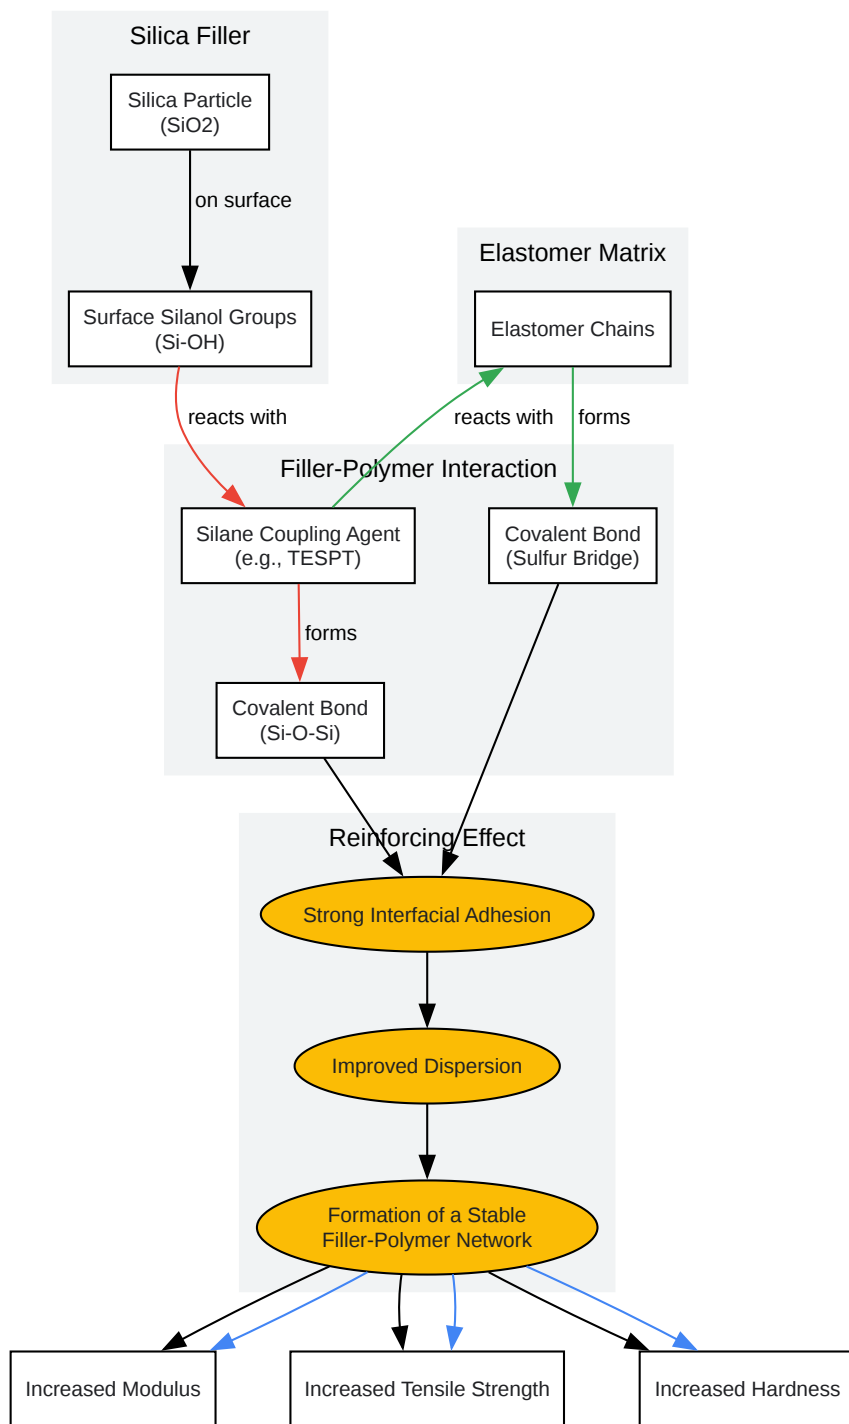 Silica Filler
Silica Particle
(SiO2)
on surface
Elastomer Matrix
Surface Silanol Groups
(Si-OH)
Elastomer Chains
reacts with
reacts with
forms
Filler-Polymer Interaction
Silane Coupling Agent
(e.g., TESPT)
Covalent Bond
(Sulfur Bridge)
forms
Covalent Bond
(Si-O-Si)
Reinforcing Effect
Strong Interfacial Adhesion
Improved Dispersion
Formation of a Stable
Filler-Polymer Network
Increased Modulus
Increased Tensile Strength
Increased Hardness